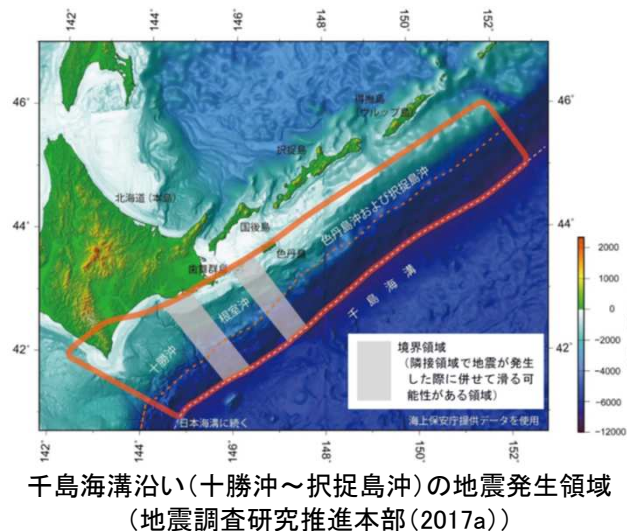 142˚ 144˚ 146˚ 148˚ 150˚ 152˚
46˚ 46˚
得撫島
(ウルップ島)
択捉島
北海道(本島)
44˚ 44˚
国後島
色丹島
歯舞群島
色丹島沖および択捉島沖
根室沖
千島海溝
十勝沖
42˚ 42˚
境界領域
(隣接領域で地震が発生
した際に併せて滑る可
能性がある領域)
日本海溝に続く
海上保安庁提供データを使用
142˚ 144˚ 146˚ 148˚ 150˚ 152˚
2000
0
-2000
-4000
-6000
-12000
千島海溝沿い(十勝沖~択捉島沖)の地震発生領域
(地震調査研究推進本部(2017a))